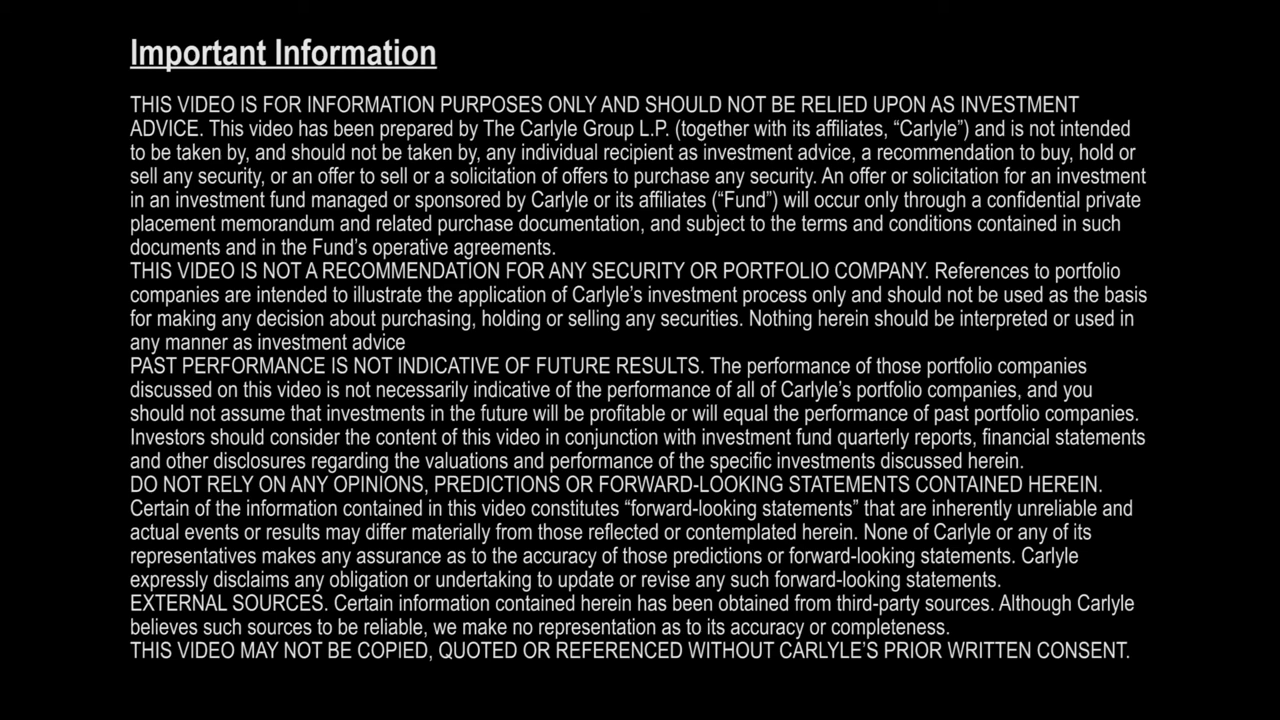 Important Information
THIS VIDEO IS FOR INFORMATION PURPOSES ONLY AND SHOULD NOT BE RELIED UPON AS INVESTMENT
ADVICE. This video has been prepared by The Carlyle Group L.P. (together with its affiliates, “Carlyle”) and is not intended
to be taken by, and should not be taken by, any individual recipient as investment advice, a recommendation to buy, hold or
sell any security, or an offer to sell or a solicitation of offers to purchase any security. An offer or solicitation for an investment
in an investment fund managed or sponsored by Carlyle or its affiliates (“Fund”) will occur only through a confidential private
placement memorandum and related purchase documentation, and subject to the terms and conditions contained in such
documents and in the Fund’s operative agreements.
THIS VIDEO IS NOT A RECOMMENDATION FOR ANY SECURITY OR PORTFOLIO COMPANY. References to portfolio
companies are intended to illustrate the application of Carlyle’s investment process only and should not be used as the basis
for making any decision about purchasing, holding or selling any securities. Nothing herein should be interpreted or used in
any manner as investment advice
PAST PERFORMANCE IS NOT INDICATIVE OF FUTURE RESULTS. The performance of those portfolio companies
discussed on this video is not necessarily indicative of the performance of all of Carlyle’s portfolio companies, and you
should not assume that investments in the future will be profitable or will equal the performance of past portfolio companies.
Investors should consider the content of this video in conjunction with investment fund quarterly reports, financial statements
and other disclosures regarding the valuations and performance of the specific investments discussed herein.
DO NOT RELY ON ANY OPINIONS, PREDICTIONS OR FORWARD-LOOKING STATEMENTS CONTAINED HEREIN.
Certain of the information contained in this video constitutes “forward-looking statements” that are inherently unreliable and
actual events or results may differ materially from those reflected or contemplated herein. None of Carlyle or any of its
representatives makes any assurance as to the accuracy of those predictions or forward-looking statements. Carlyle
expressly disclaims any obligation or undertaking to update or revise any such forward-looking statements.
EXTERNAL SOURCES. Certain information contained herein has been obtained from third-party sources. Although Carlyle
believes such sources to be reliable, we make no representation as to its accuracy or completeness.
THIS VIDEO MAY NOT BE COPIED, QUOTED OR REFERENCED WITHOUT CARLYLE’S PRIOR WRITTEN CONSENT.